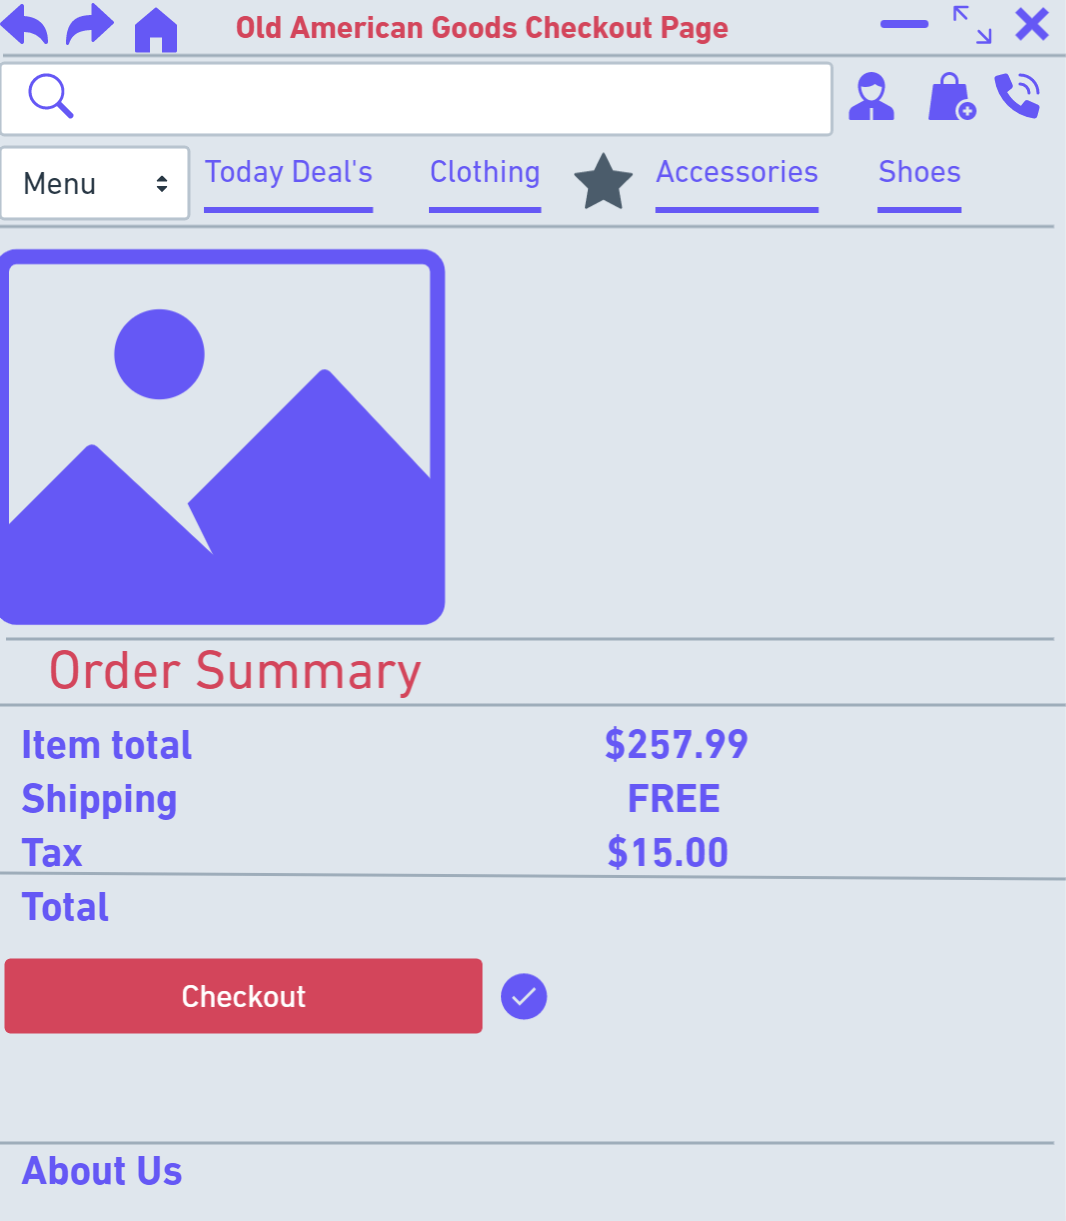 Old American Goods Checkout Page
Menu
Today Deal's Clothing Accessories Shoes
Order Summary
Item total $257.99
Shipping FREE
Tax $15.00
Total
Checkout
About Us